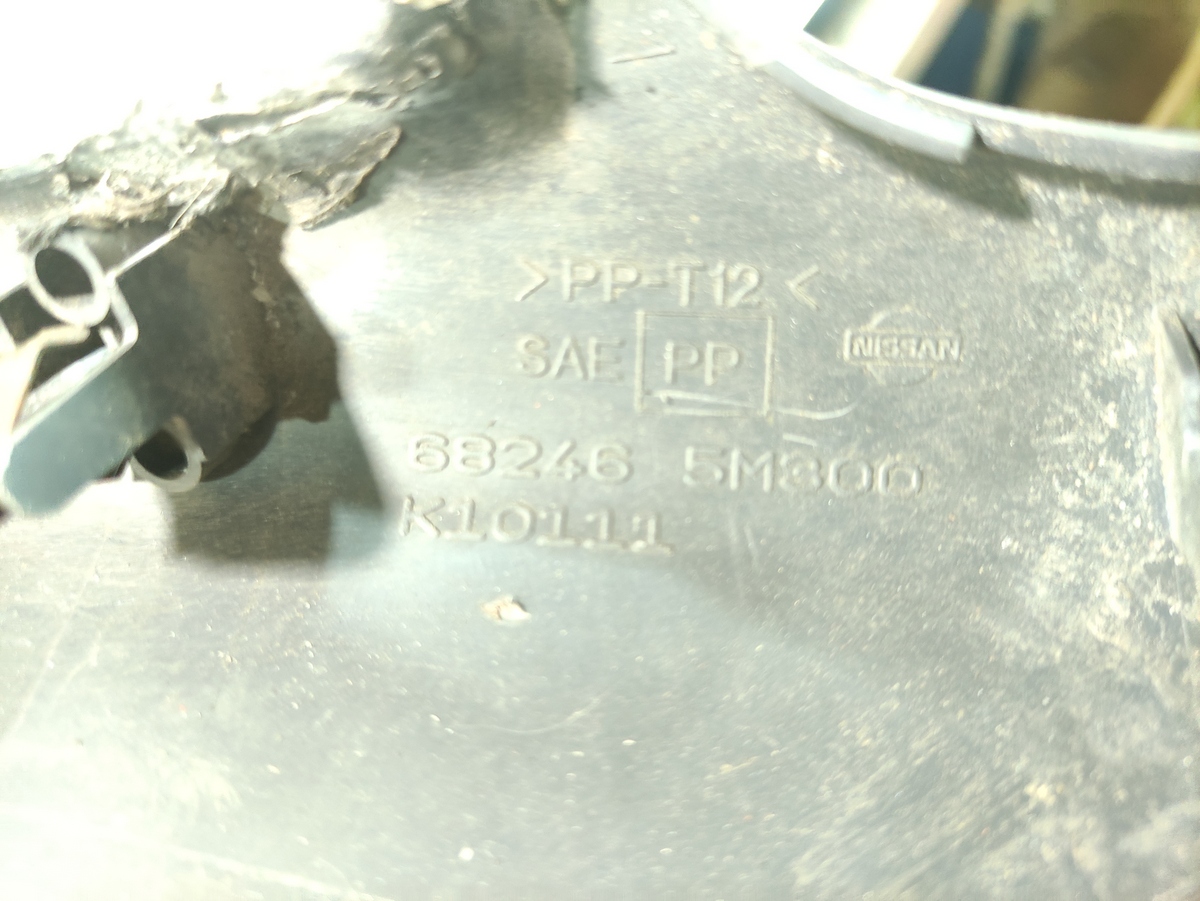 >PP-T12<
SAE PP NISSAN
68246 5M300
K10111